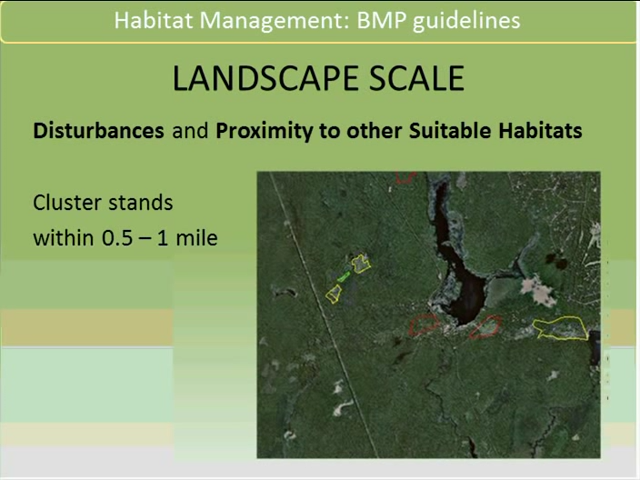 Habitat Management: BMP guidelines
LANDSCAPE SCALE
Disturbances and Proximity to other Suitable Habitats
Cluster stands
within 0.5 – 1 mile